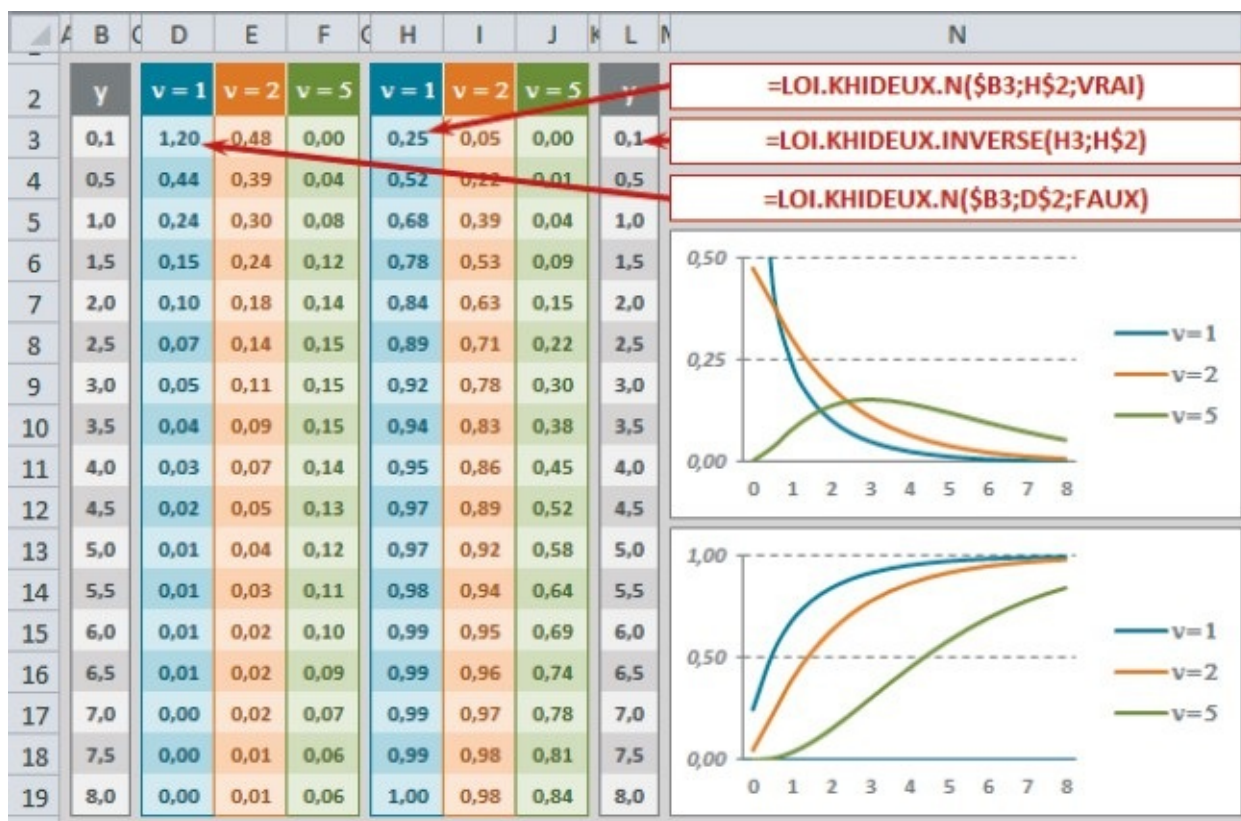 A B C D E F G H I J K L M N
2 y v = 1 v = 2 v = 5 v = 1 v = 2 v = 5 y =LOI.KHIDEUX.N($B3;H$2;VRAI)
3 0,1 1,20 0,48 0,00 0,25 0,05 0,00 0,1 =LOI.KHIDEUX.INVERSE(H3;H$2)
4 0,5 0,44 0,39 0,04 0,52 0,22 0,01 0,5 =LOI.KHIDEUX.N($B3;D$2;FAUX)
5 1,0 0,24 0,30 0,08 0,68 0,39 0,04 1,0
6 1,5 0,15 0,24 0,12 0,78 0,53 0,09 1,5
7 2,0 0,10 0,18 0,14 0,84 0,63 0,15 2,0
8 2,5 0,07 0,14 0,15 0,89 0,71 0,22 2,5
9 3,0 0,05 0,11 0,15 0,92 0,78 0,30 3,0
10 3,5 0,04 0,09 0,15 0,94 0,83 0,38 3,5
11 4,0 0,03 0,07 0,14 0,95 0,86 0,45 4,0
12 4,5 0,02 0,05 0,13 0,97 0,89 0,52 4,5
13 5,0 0,01 0,04 0,12 0,97 0,92 0,58 5,0
14 5,5 0,01 0,03 0,11 0,98 0,94 0,64 5,5
15 6,0 0,01 0,02 0,10 0,99 0,95 0,69 6,0
16 6,5 0,01 0,02 0,09 0,99 0,96 0,74 6,5
17 7,0 0,00 0,02 0,07 0,99 0,97 0,78 7,0
18 7,5 0,00 0,01 0,06 0,99 0,98 0,81 7,5
19 8,0 0,00 0,01 0,06 1,00 0,98 0,84 8,0
0,50
v=1
0,25
v=2
v=5
0,00
0 1 2 3 4 5 6 7 8
1,00
v=1
0,50
v=2
v=5
0,00
0 1 2 3 4 5 6 7 8